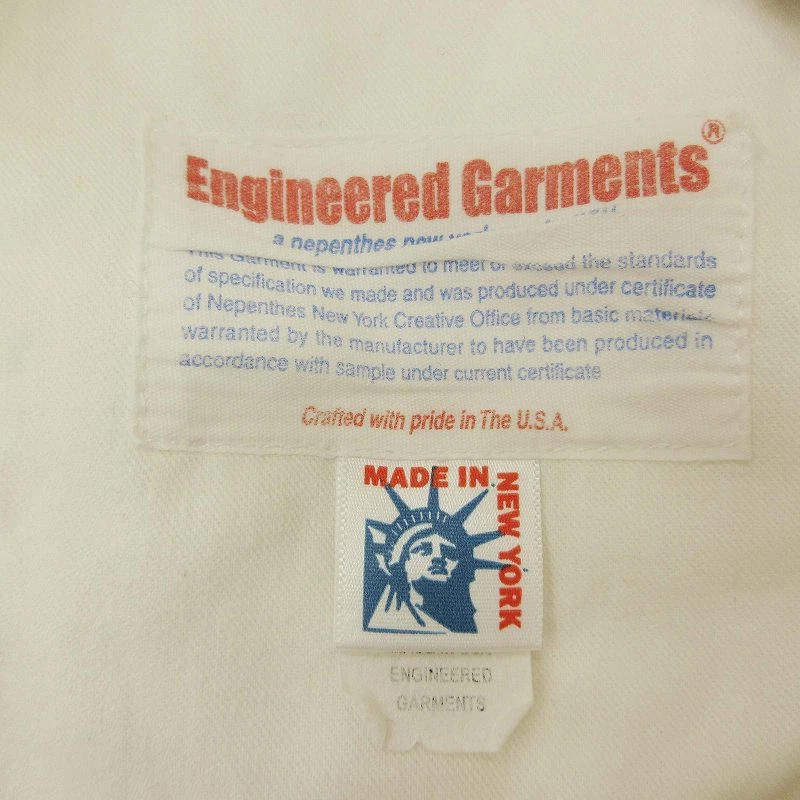 Engineered Garments ®
a nepenthes new
This Garment is warranted to meet or exceed the standards
of specification we made and was produced under certificate
of Nepenthes New York Creative Office from basic materials
warranted by the manufacturer to have been produced in
accordance with sample under current certificate
Crafted with pride in The U.S.A.
MADE IN
NEW YORK
ENGINEERED
GARMENTS